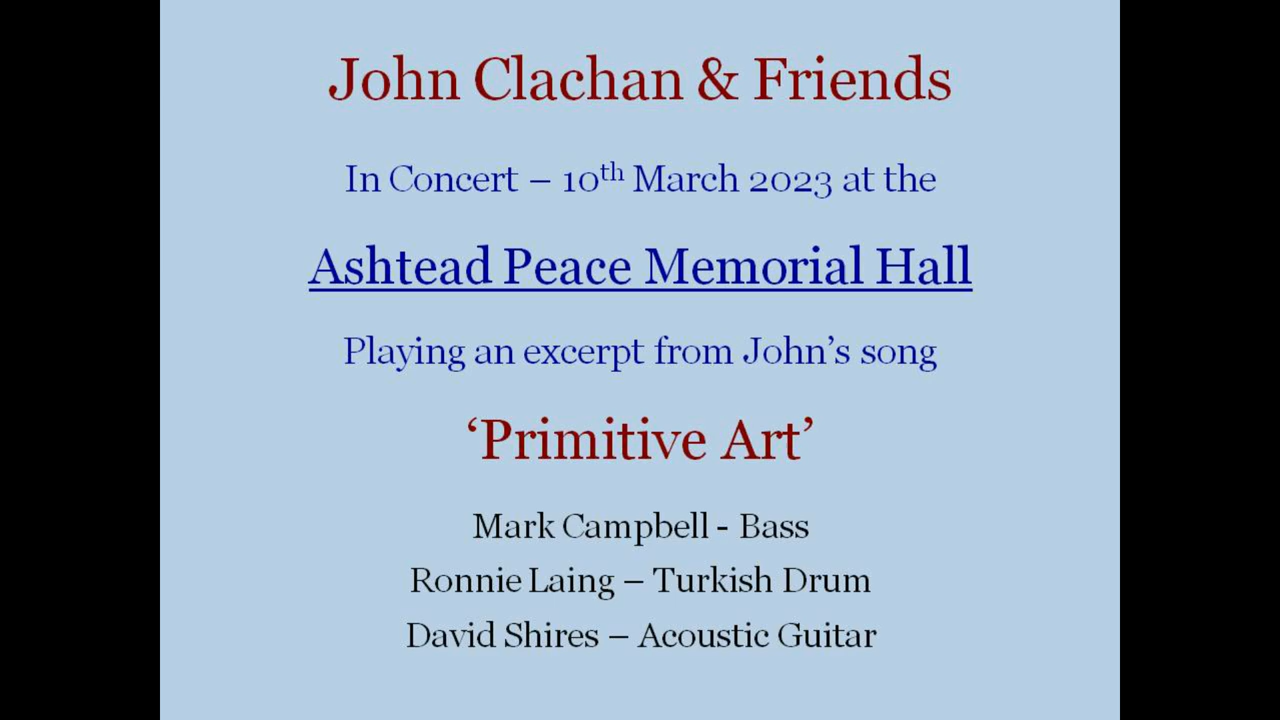 John Clachan & Friends
In Concert – 10th March 2023 at the
Ashtead Peace Memorial Hall
Playing an excerpt from John’s song
‘Primitive Art’
Mark Campbell - Bass
Ronnie Laing – Turkish Drum
David Shires – Acoustic Guitar